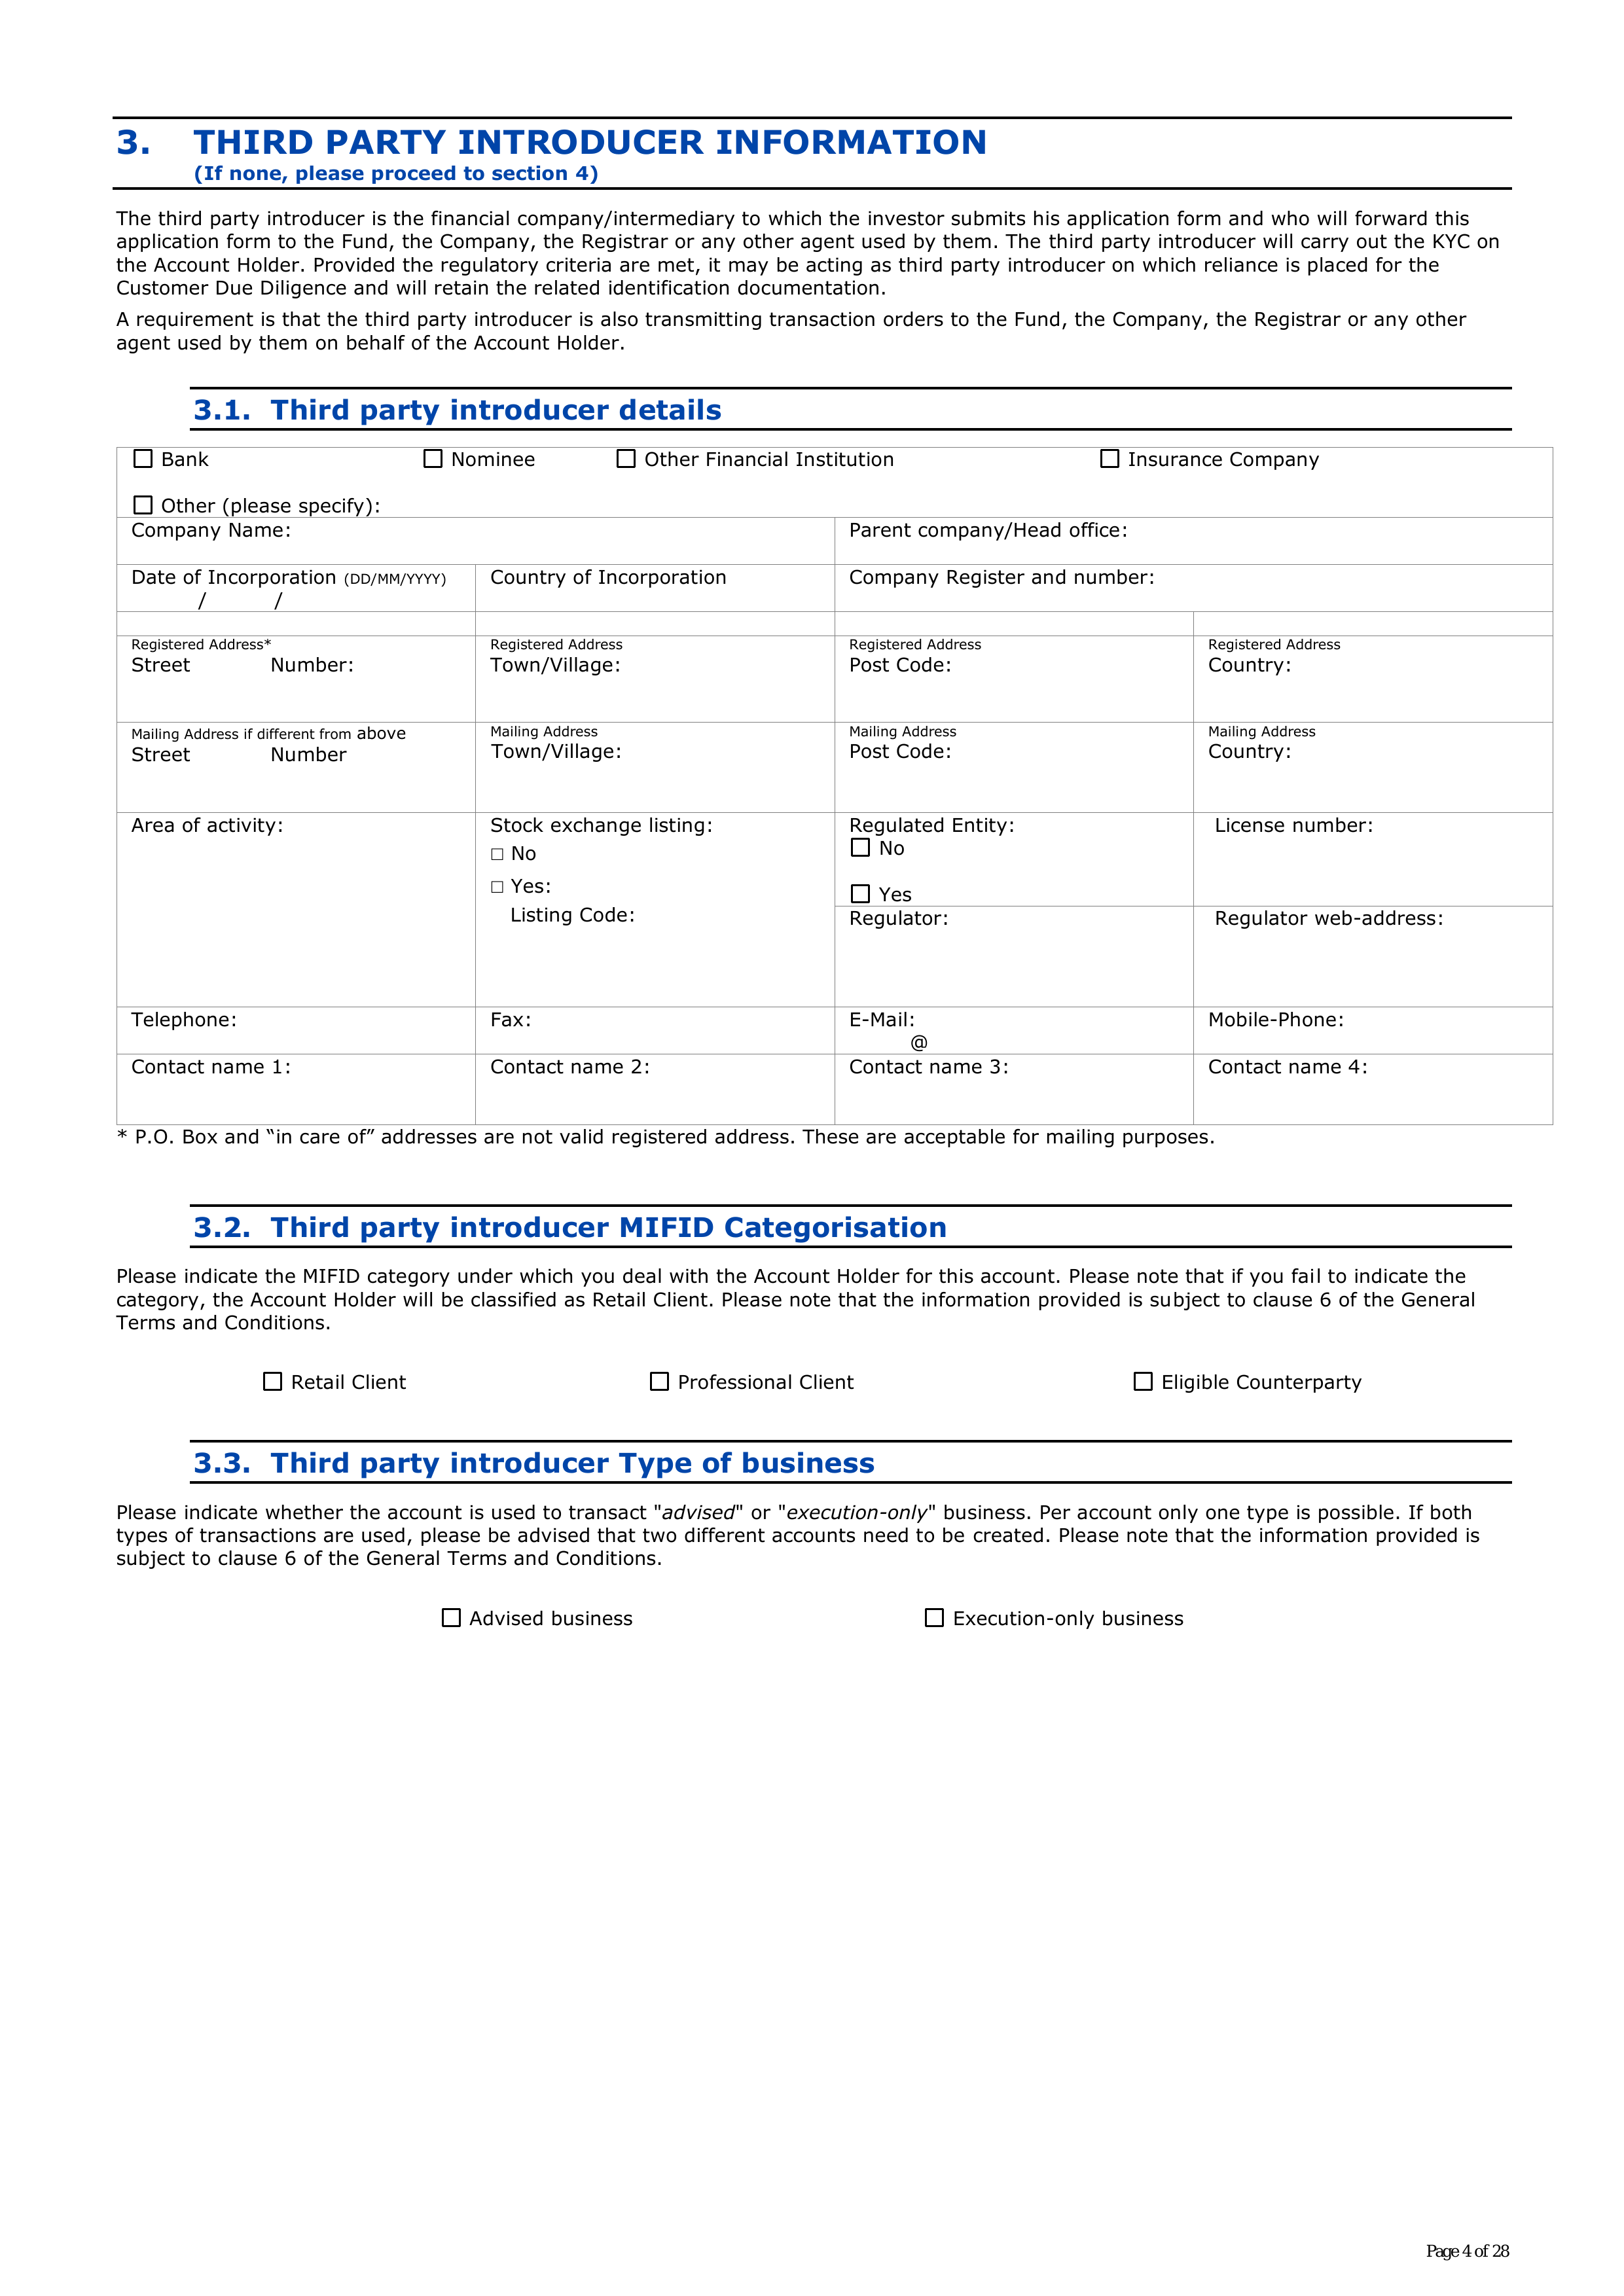 3. THIRD PARTY INTRODUCER INFORMATION
(If none, please proceed to section 4)
The third party introducer is the financial company/intermediary to which the investor submits his application form and who will forward this
application form to the Fund, the Company, the Registrar or any other agent used by them. The third party introducer will carry out the KYC on
the Account Holder. Provided the regulatory criteria are met, it may be acting as third party introducer on which reliance is placed for the
Customer Due Diligence and will retain the related identification documentation.
A requirement is that the third party introducer is also transmitting transaction orders to the Fund, the Company, the Registrar or any other
agent used by them on behalf of the Account Holder.
3.1. Third party introducer details
☐ Bank ☐ Nominee ☐ Other Financial Institution ☐ Insurance Company
☐ Other (please specify):
Company Name: Parent company/Head office:
Date of Incorporation (DD/MM/YYYY) Country of Incorporation Company Register and number:
/ /
Registered Address* Registered Address Registered Address Registered Address
Street Number: Town/Village: Post Code: Country:
Mailing Address if different from above Mailing Address Mailing Address Mailing Address
Street Number Town/Village: Post Code: Country:
Area of activity: Stock exchange listing: Regulated Entity: License number:
☐ No ☐ No
☐ Yes: ☐ Yes
Listing Code: Regulator: Regulator web-address:
Telephone: Fax: E-Mail: Mobile-Phone:
@
Contact name 1: Contact name 2: Contact name 3: Contact name 4:
* P.O. Box and “in care of” addresses are not valid registered address. These are acceptable for mailing purposes.
3.2. Third party introducer MIFID Categorisation
Please indicate the MIFID category under which you deal with the Account Holder for this account. Please note that if you fail to indicate the
category, the Account Holder will be classified as Retail Client. Please note that the information provided is subject to clause 6 of the General
Terms and Conditions.
☐ Retail Client ☐ Professional Client ☐ Eligible Counterparty
3.3. Third party introducer Type of business
Please indicate whether the account is used to transact "advised" or "execution-only" business. Per account only one type is possible. If both
types of transactions are used, please be advised that two different accounts need to be created. Please note that the information provided is
subject to clause 6 of the General Terms and Conditions.
☐ Advised business ☐ Execution-only business
Page 4 of 28